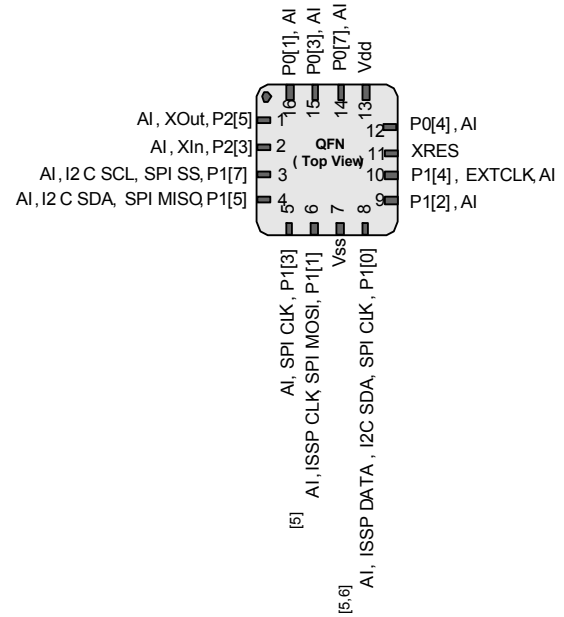 P0[1], AI
P0[3], AI
P0[7], AI
Vdd
16
15
14
13
AI, XOut, P2[5]
1
AI, XIn, P2[3]
2
AI, I2 C SCL, SPI SS, P1[7]
3
AI, I2 C SDA, SPI MISO, P1[5]
4
QFN
( Top View)
12
P0[4], AI
11
XRES
10
P1[4], EXTCLK, AI
9
P1[2], AI
5
6
7
8
AI, SPI CLK, P1[3]
AI, ISSP CLK, SPI MOSI, P1[1]
[5]
Vss
AI, ISSP DATA, I2C SDA, SPI CLK, P1[0]
[5,6]